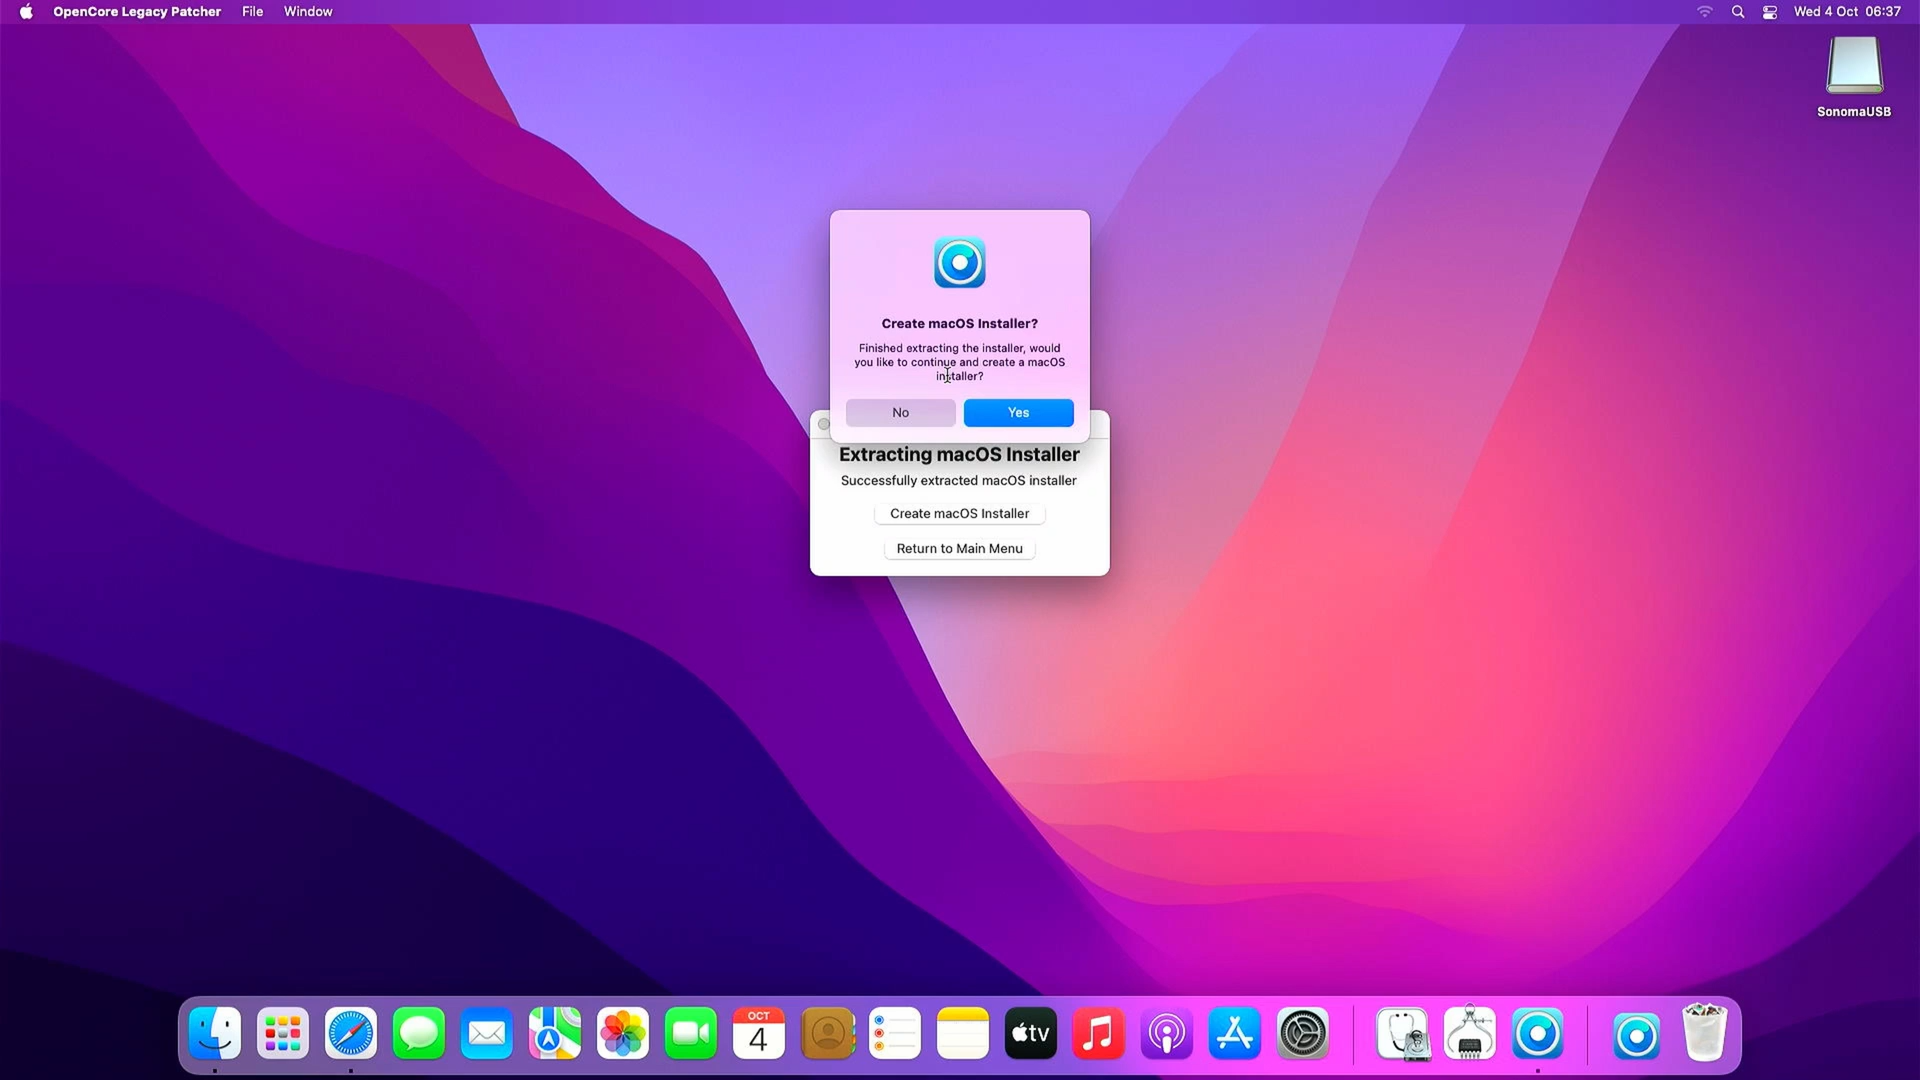 OpenCore Legacy Patcher File Window
Wed 4 Oct 06:37
SonomaUSB
Create macOS Installer?
Finished extracting the installer, would
you like to continue and create a macOS
installer?
No
Yes
Extracting macOS Installer
Successfully extracted macOS installer
Create macOS Installer
Return to Main Menu
OCT
4
tv